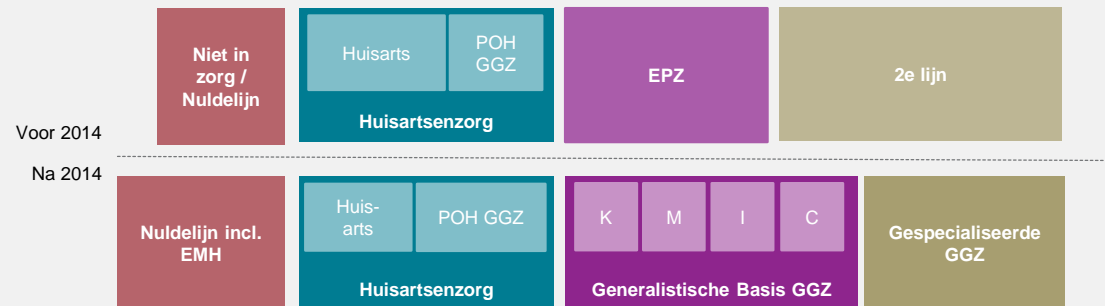 Niet in
zorg /
Nuldelijn
Huisarts
POH
GGZ
Huisartsenzorg
EPZ
2e lijn
Voor 2014
Na 2014
Nuldelijn incl.
EMH
Huis-
arts
POH GGZ
Huisartsenzorg
K
M
I
C
Generalistische Basis GGZ
Gespecialiseerde
GGZ